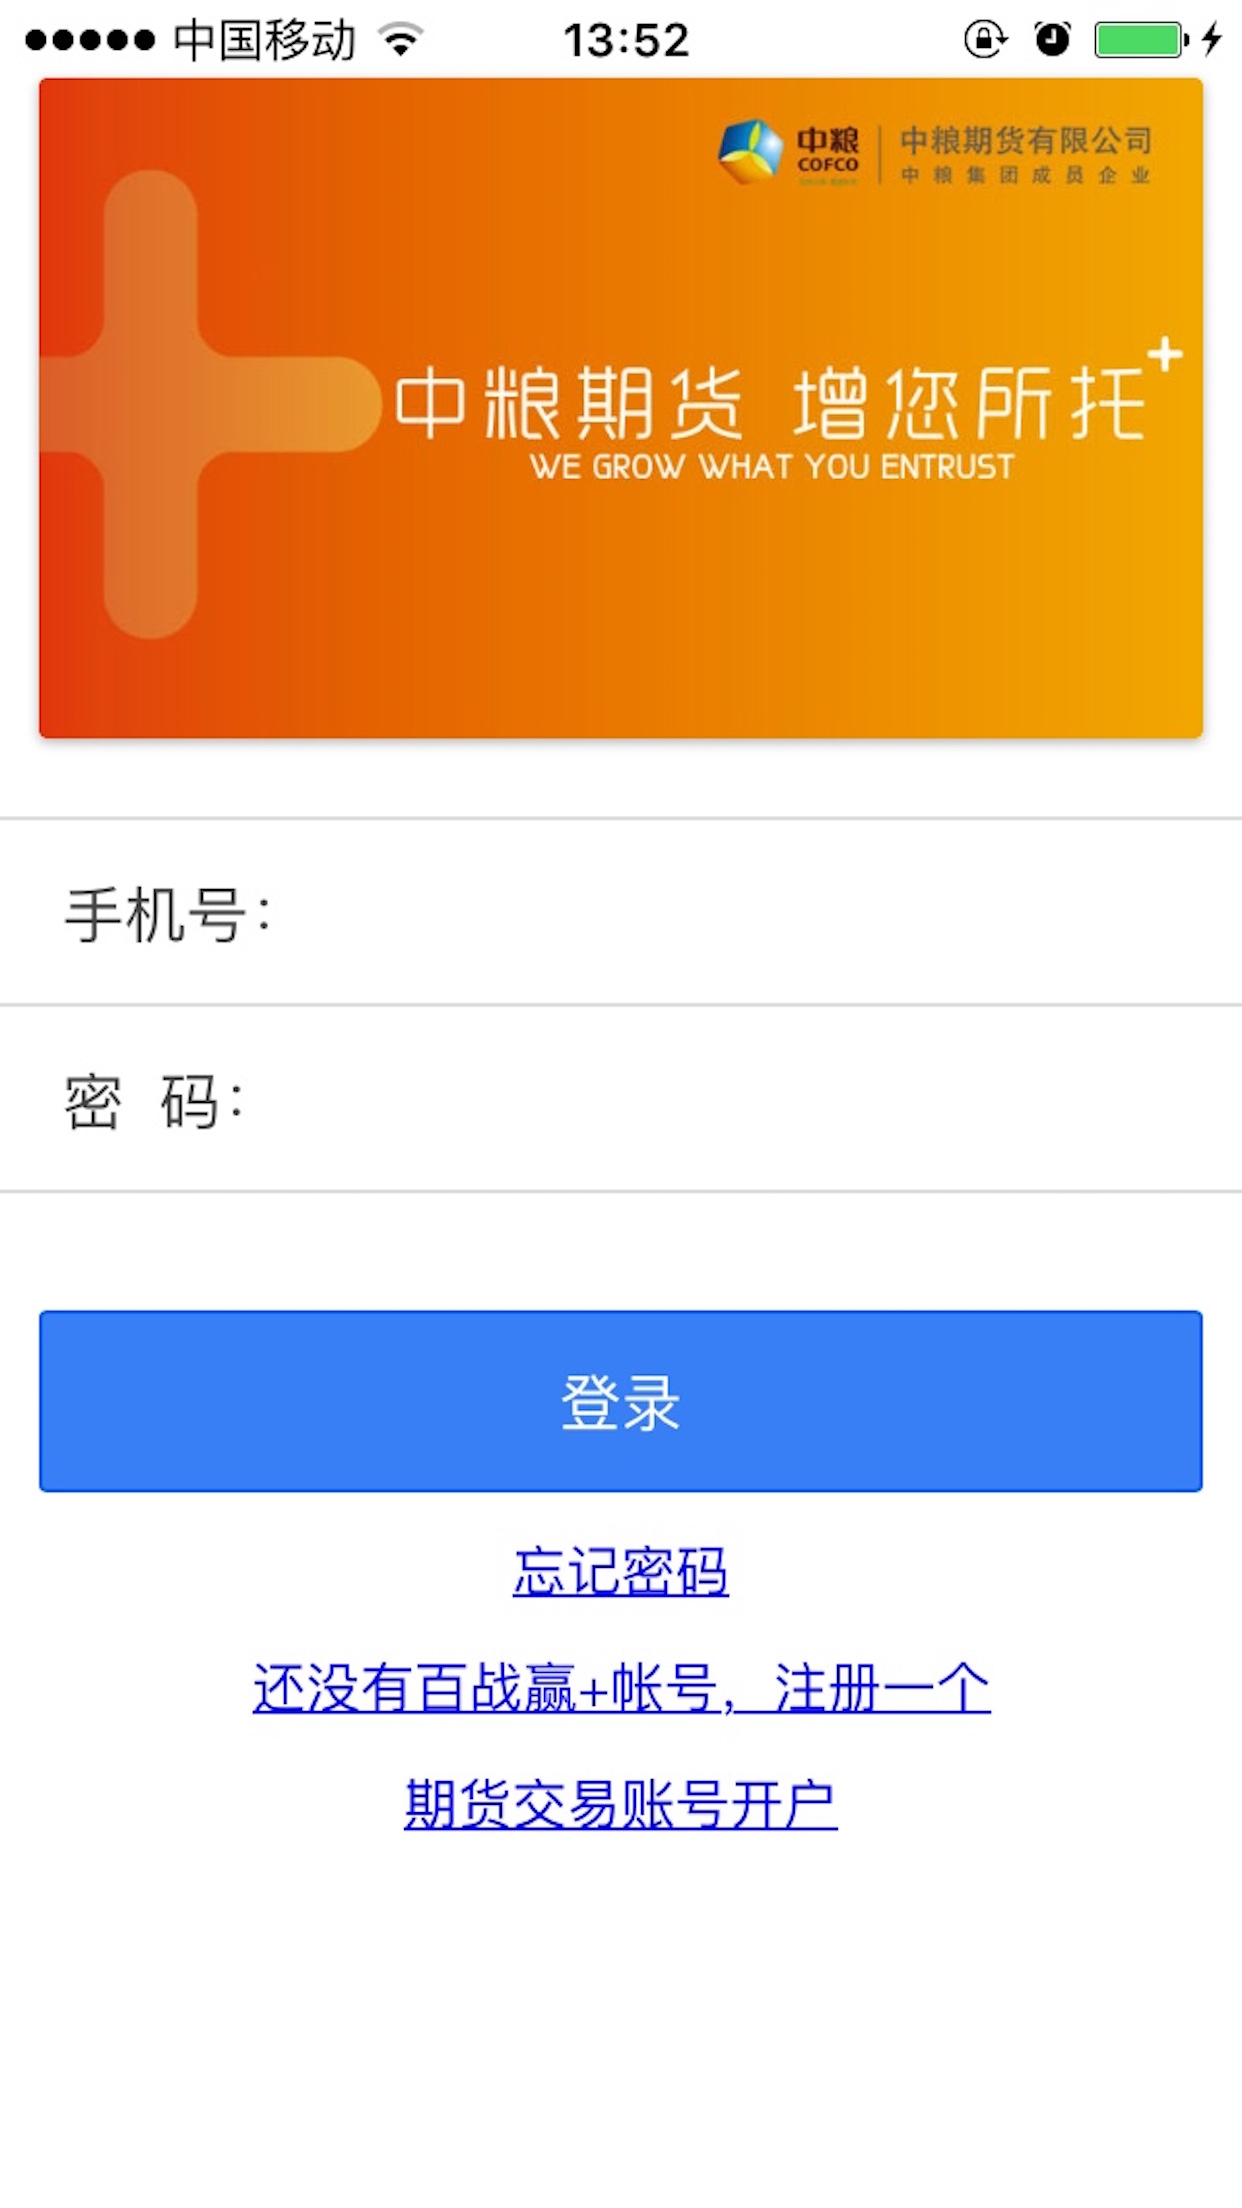 中国移动 13:52
中粮 中粮期货有限公司
COFCO 中粮集团成员企业
中粮期货 增您所托+
WE GROW WHAT YOU ENTRUST
手机号:
密 码:
登录
忘记密码
还没有百战赢+帐号，注册一个
期货交易账号开户